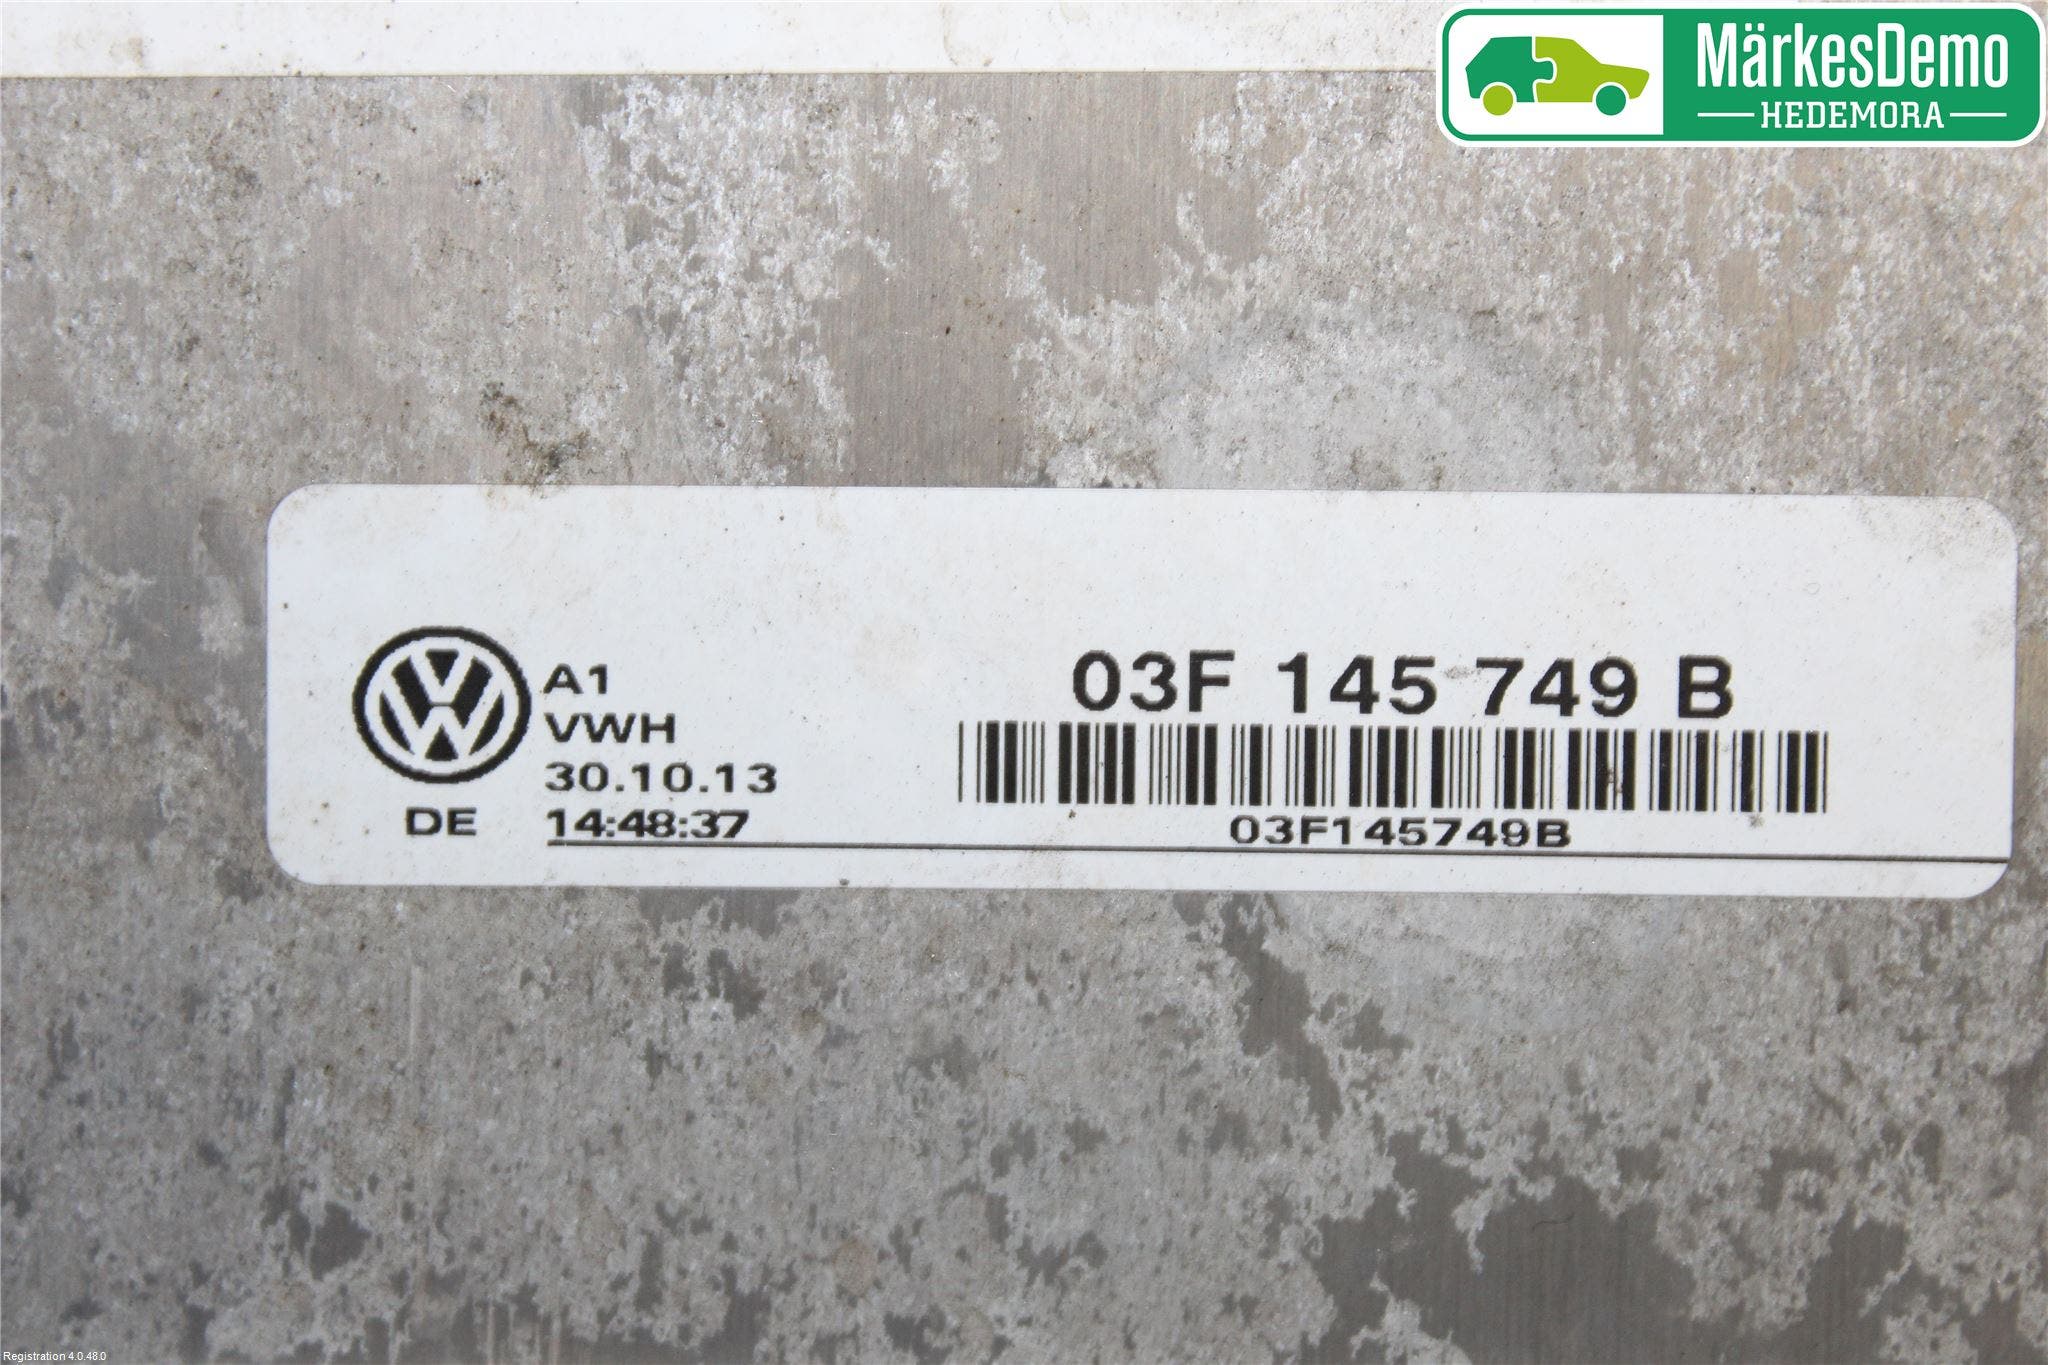 MärkesDemo
HEDEMORA
03F 145 749 B
A1
VWH
30.10.13
DE 14:48:37
03F145749B
Registration 4.0.48.0